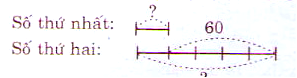 ?
Số thứ nhất:
60
Số thứ hai:
?